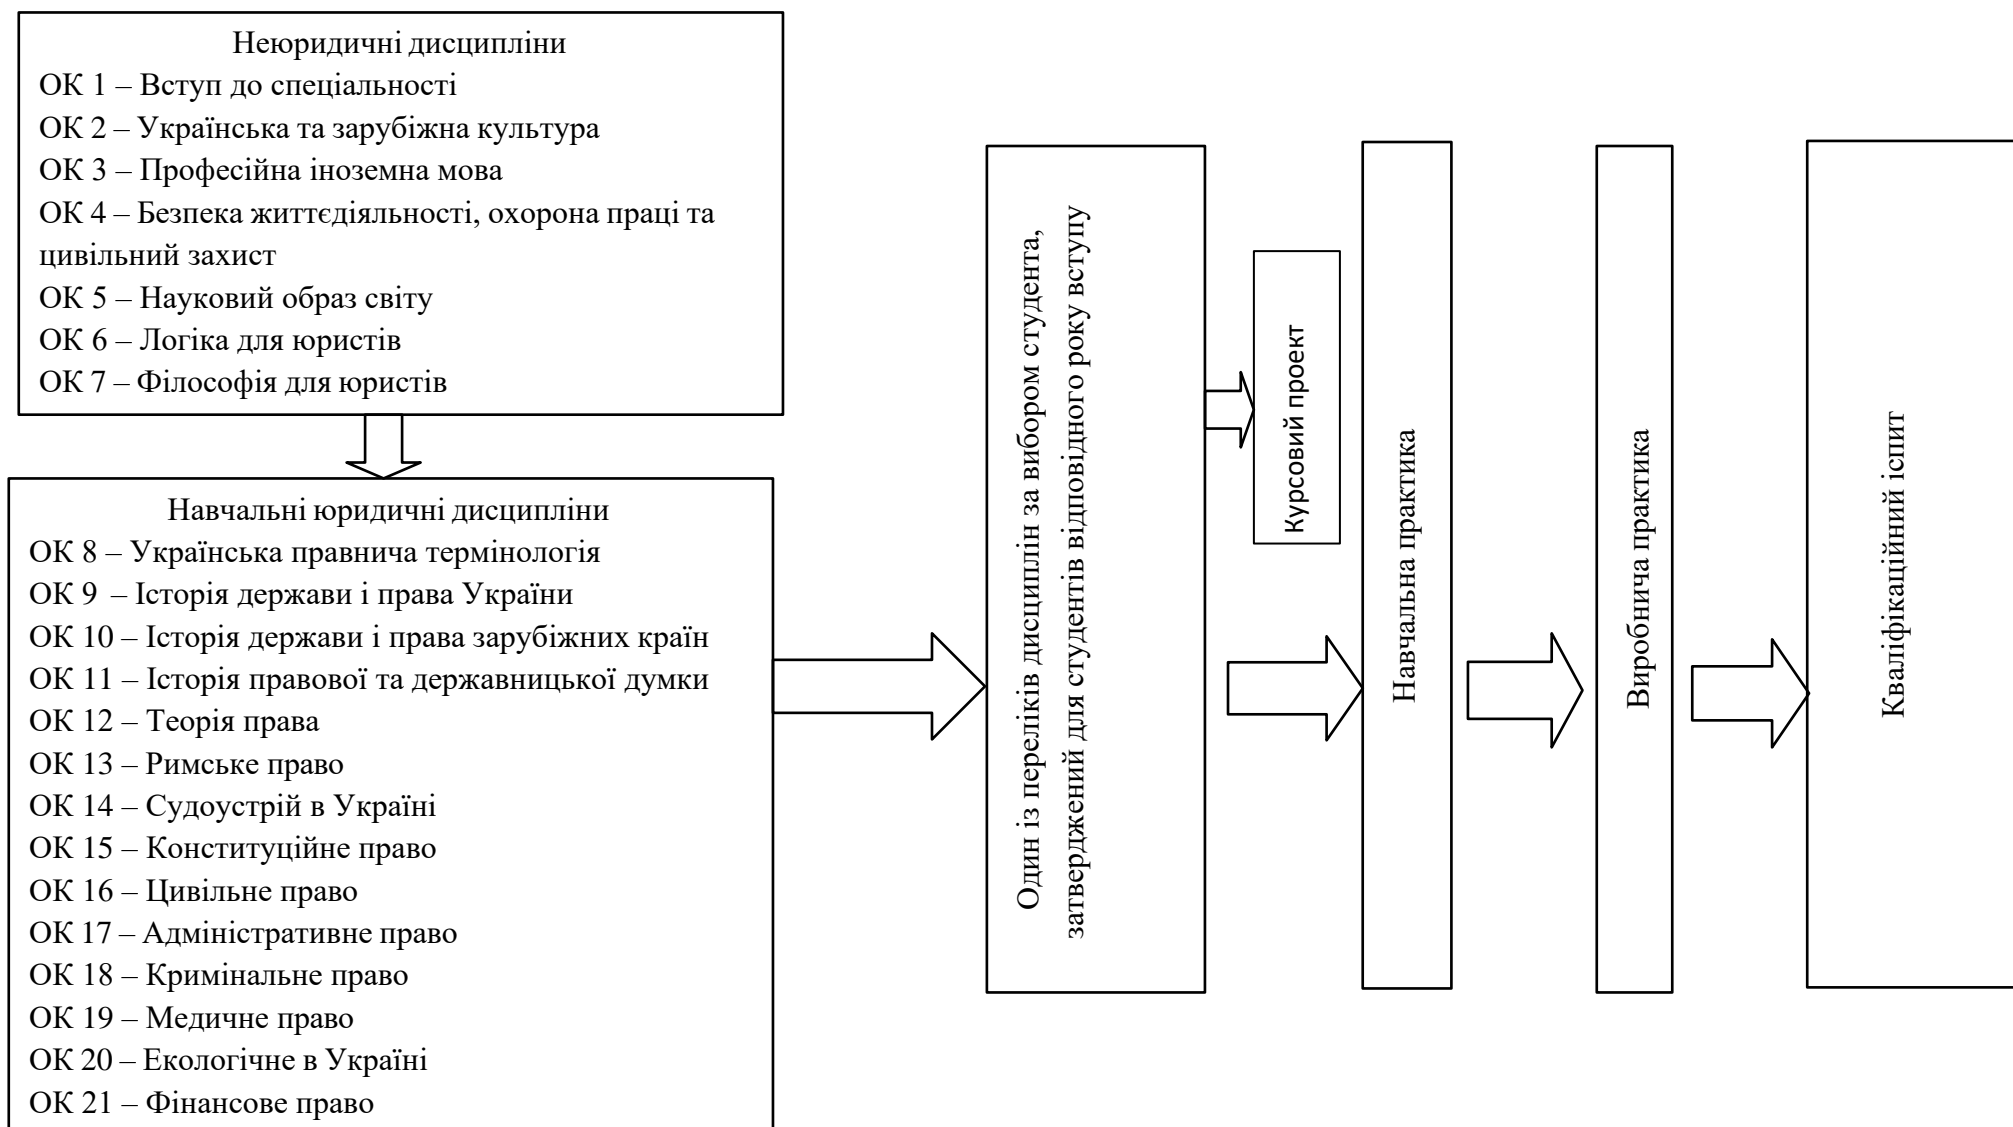 Неюридичні дисципліни
ОК 1 – Вступ до спеціальності
ОК 2 – Українська та зарубіжна культура
ОК 3 – Професійна іноземна мова
ОК 4 – Безпека життєдіяльності, охорона праці та
цивільний захист
ОК 5 – Науковий образ світу
ОК 6 – Логіка для юристів
ОК 7 – Філософія для юристів
Навчальні юридичні дисципліни
ОК 8 – Українська правнича термінологія
ОК 9 – Історія держави і права України
ОК 10 – Історія держави і права зарубіжних країн
ОК 11 – Історія правової та державницької думки
ОК 12 – Теорія права
ОК 13 – Римське право
ОК 14 – Судоустрій в Україні
ОК 15 – Конституційне право
ОК 16 – Цивільне право
ОК 17 – Адміністративне право
ОК 18 – Кримінальне право
ОК 19 – Медичне право
ОК 20 – Екологічне в Україні
ОК 21 – Фінансове право
Один із переліків дисциплін за вибором студента,
затверджений для студентів відповідного року вступу
Курсовий проект
Навчальна практика
Виробнича практика
Кваліфікаційний іспит